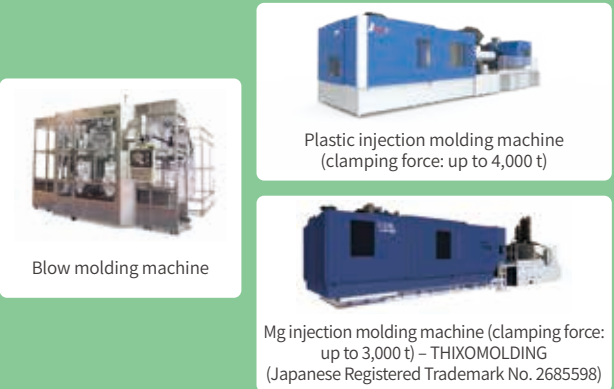 Blow molding machine
Plastic injection molding machine
(clamping force: up to 4,000 t)
Mg injection molding machine (clamping force:
up to 3,000 t) – THIXOMOLDING
(Japanese Registered Trademark No. 2685598)